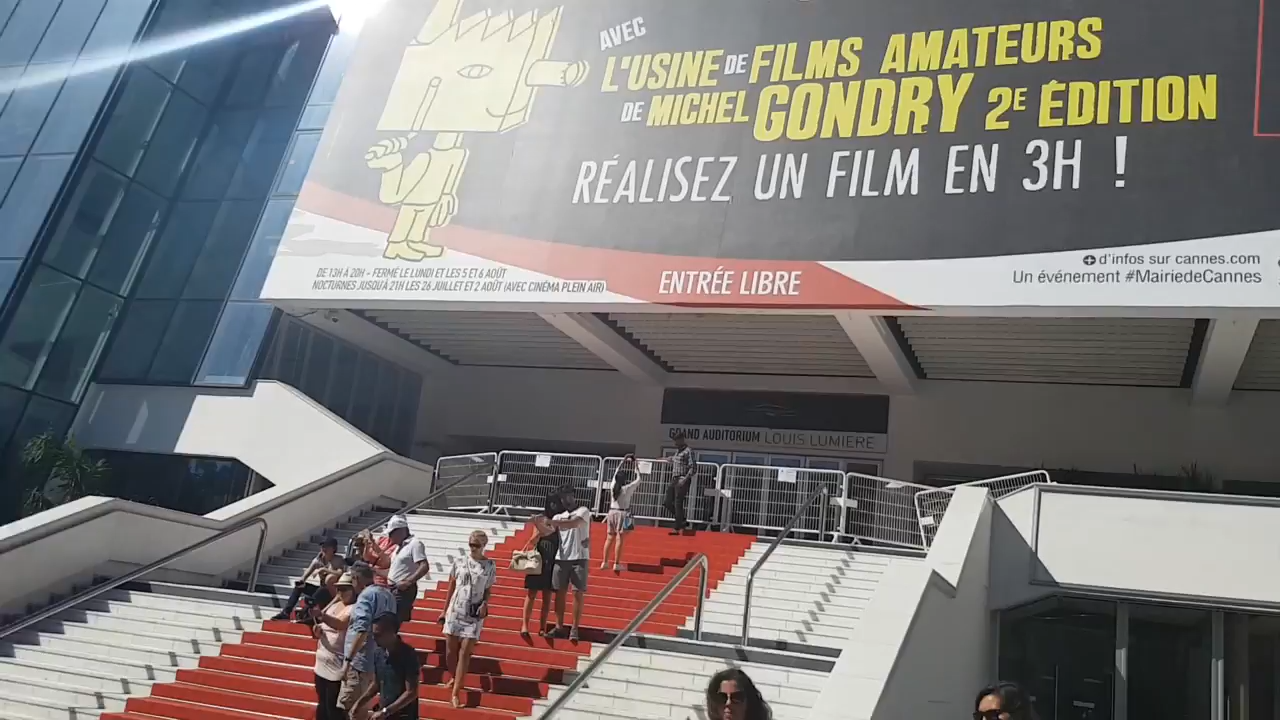 AVEC
L'USINE DE FILMS AMATEURS
DE MICHEL GONDRY 2E ÉDITION
RÉALISEZ UN FILM EN 3H !
DE 13H À 20H - FERMÉ LE LUNDI ET LES 5 ET 6 AOÛT
NOCTURNES JUSQU'À 21H LES 26 JUILLET ET 2 AOÛT (AVEC CINÉMA PLEIN AIR)
ENTRÉE LIBRE
+ d'infos sur cannes.com
Un événement #MairiedeCannes
GRAND AUDITORIUM LOUIS LUMIÈRE